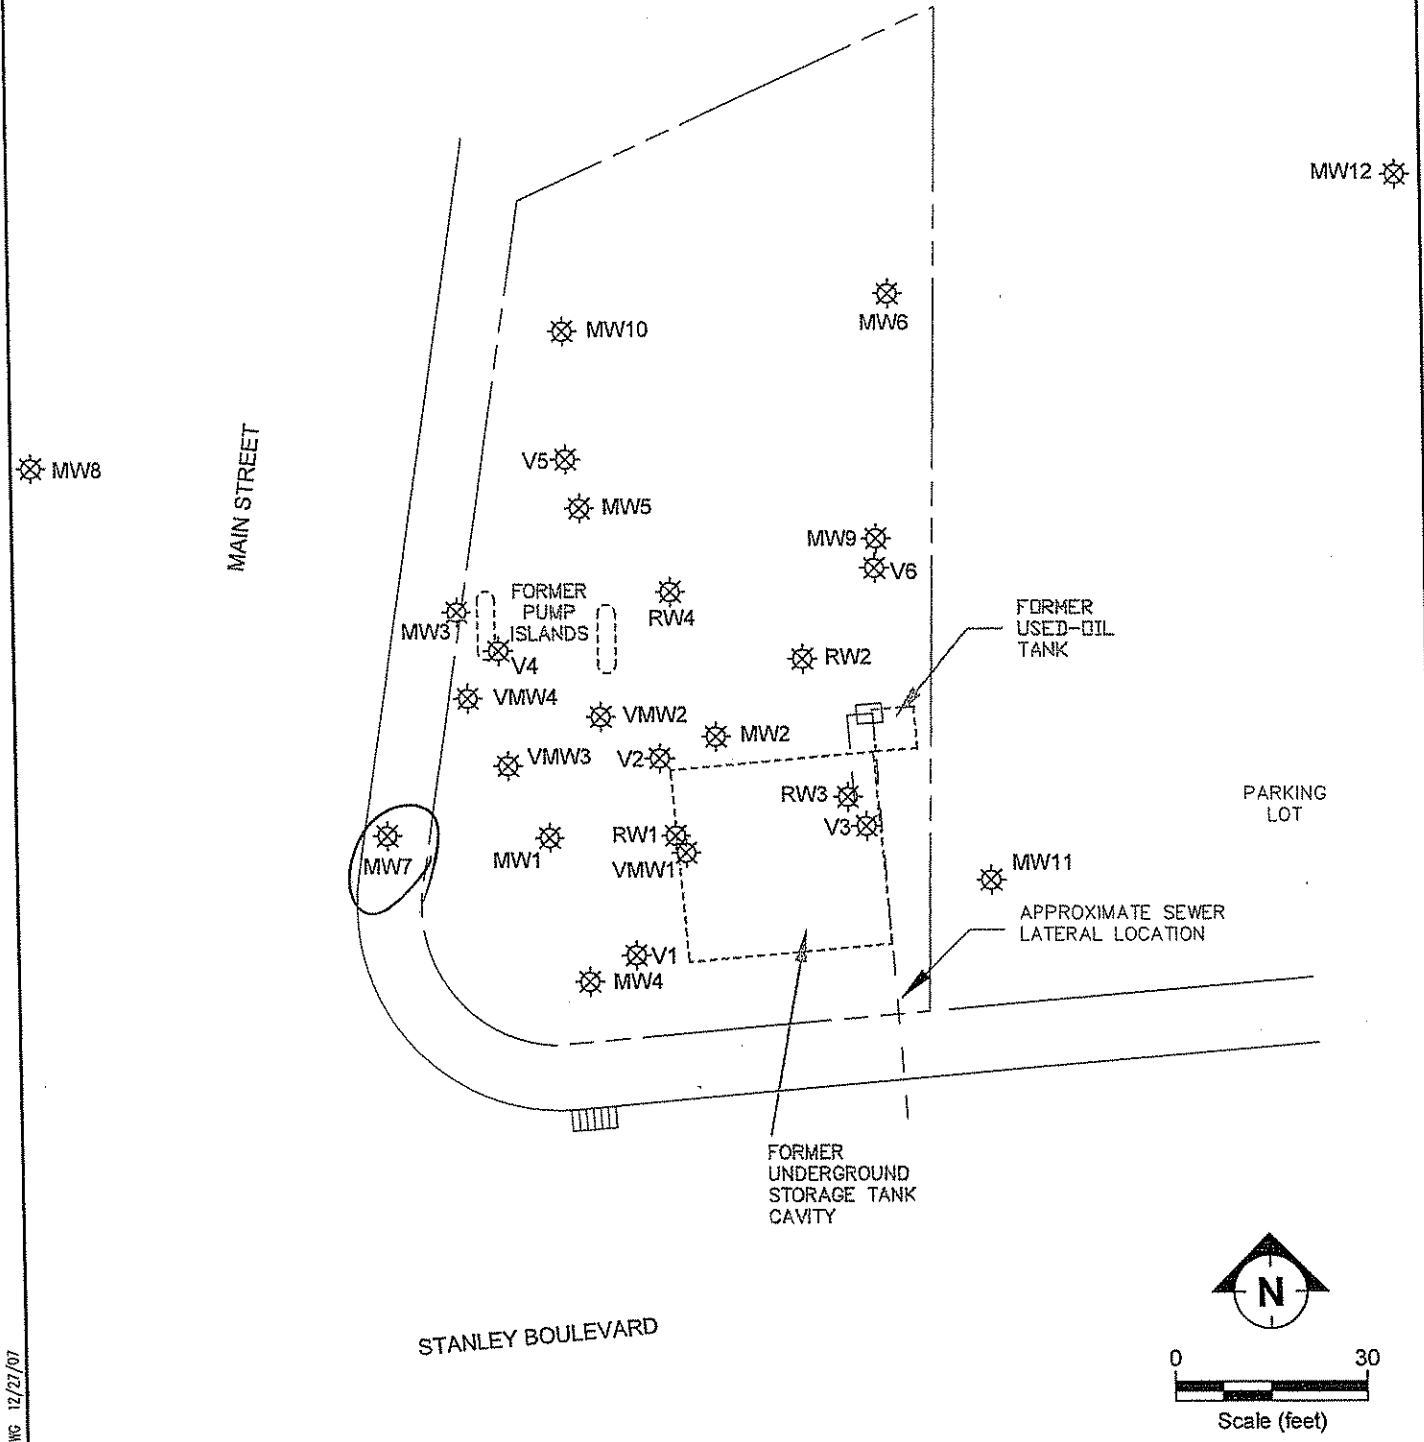 MW12
MW6
MW10
MAIN STREET
MW8
V5
MW5
MW9
V6
FORMER
PUMP
ISLANDS
RW4
MW3
V4
FORMER
USED-OIL
TANK
RW2
VMW4
VMW2
MW2
VMW3
V2
RW3
V3
PARKING
LOT
MW7
MW1
RW1
VMW1
MW11
APPROXIMATE SEWER
LATERAL LOCATION
V1
MW4
FORMER
UNDERGROUND
STORAGE TANK
CAVITY
N
STANLEY BOULEVARD
0 30
Scale (feet)
WG 12/27/07